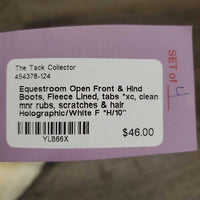 The Tack Collector
454378-124
Equestroom Open Front & Hind
Boots, Fleece Lined, tabs *xc, clean
mnr rubs, scratches & hair
Holographic/White F *H/10"
YLB66X
$46.00
SET of 4